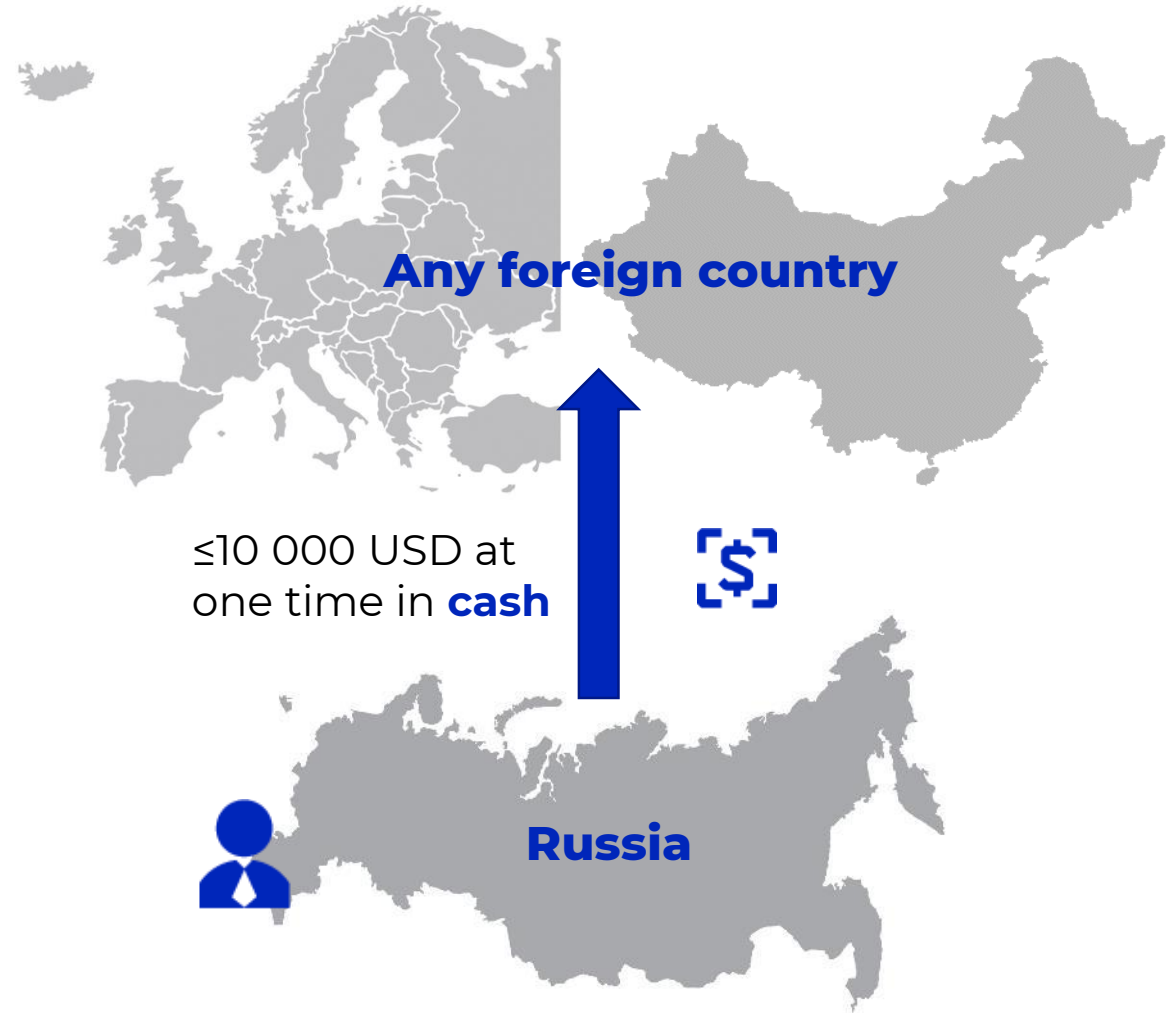 Any foreign country
≤10 000 USD at
one time in cash
$
Russia